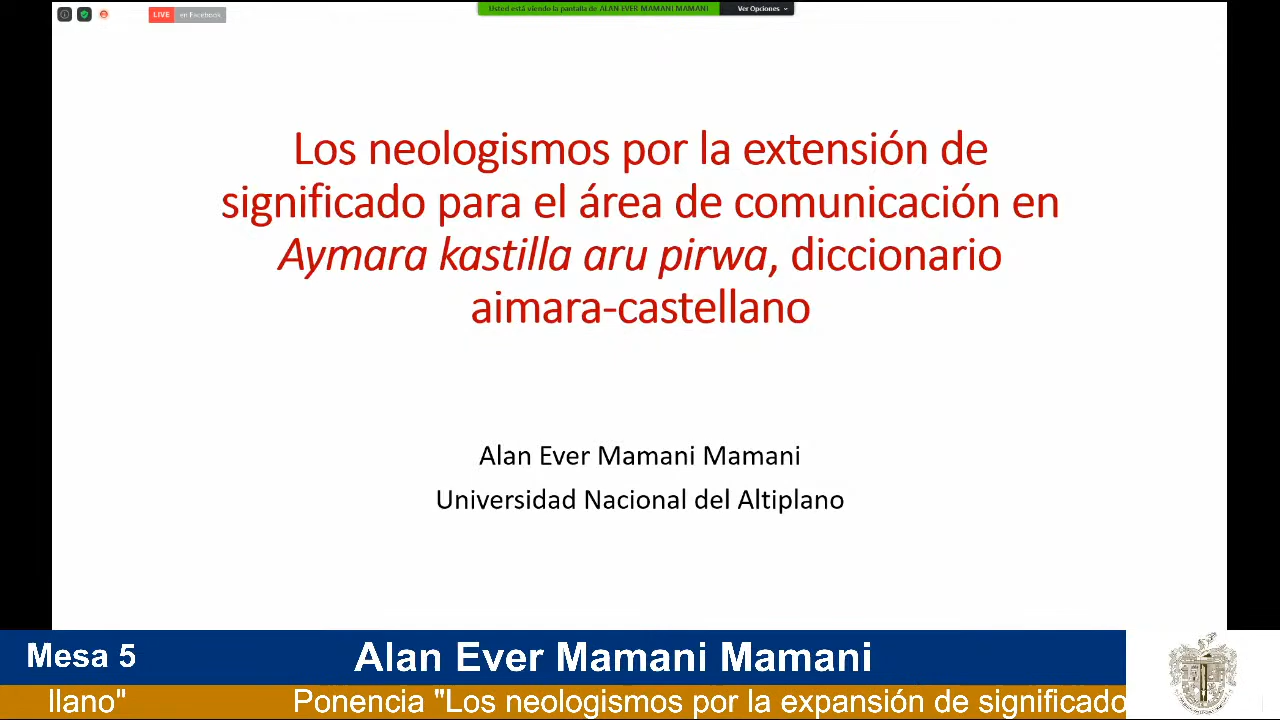 LIVE en Facebook
Usted está viendo la pantalla de ALAN EVER MAMANI MAMANI Ver Opciones
Los neologismos por la extensión de
significado para el área de comunicación en
Aymara kastilla aru pirwa, diccionario
aimara-castellano
Alan Ever Mamani Mamani
Universidad Nacional del Altiplano
Mesa 5 Alan Ever Mamani Mamani
llano" Ponencia "Los neologismos por la expansión de significado